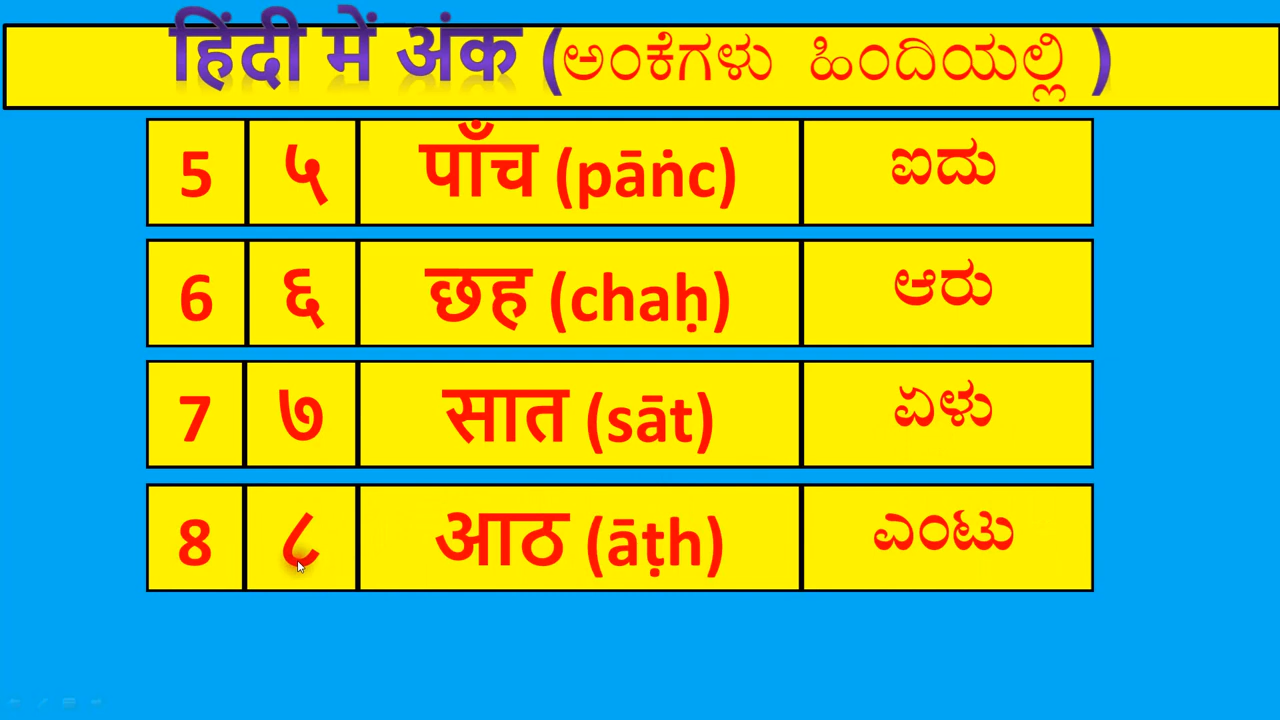 हिंदी में अंक (ಅಂಕೆಗಳು ಹಿಂದಿಯಲ್ಲಿ )
5 ५ पाँच (pāṅc) ಐದು
6 ६ छह (chaḥ) ಆರು
7 ७ सात (sāt) ಏಳು
8 ८ आठ (āṭh) ಎಂಟು